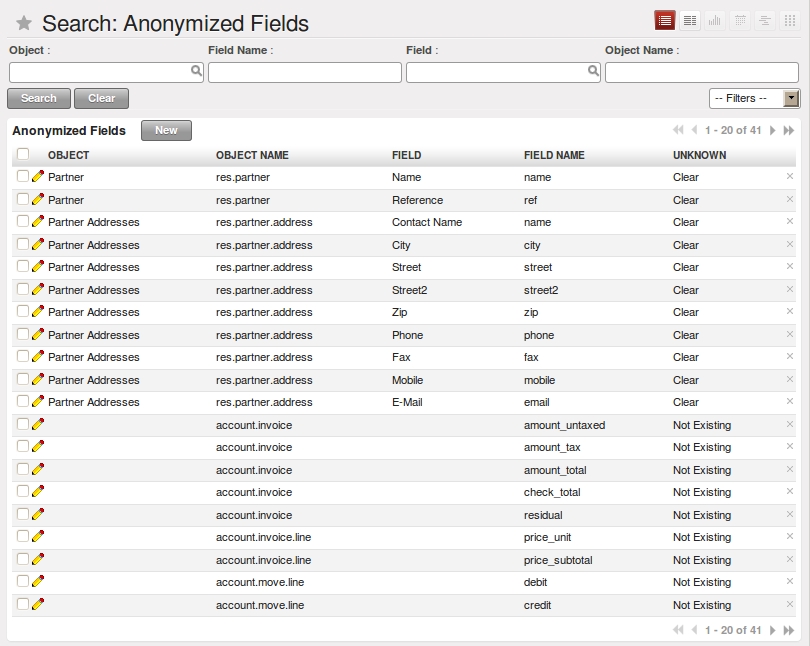 Search: Anonymized Fields
Object : Field Name : Field : Object Name :
Search Clear -- Filters --
Anonymized Fields New 1 - 20 of 41
OBJECT OBJECT NAME FIELD FIELD NAME UNKNOWN
Partner res.partner Name name Clear
Partner res.partner Reference ref Clear
Partner Addresses res.partner.address Contact Name name Clear
Partner Addresses res.partner.address City city Clear
Partner Addresses res.partner.address Street street Clear
Partner Addresses res.partner.address Street2 street2 Clear
Partner Addresses res.partner.address Zip zip Clear
Partner Addresses res.partner.address Phone phone Clear
Partner Addresses res.partner.address Fax fax Clear
Partner Addresses res.partner.address Mobile mobile Clear
Partner Addresses res.partner.address E-Mail email Clear
account.invoice amount_untaxed Not Existing
account.invoice amount_tax Not Existing
account.invoice amount_total Not Existing
account.invoice check_total Not Existing
account.invoice residual Not Existing
account.invoice.line price_unit Not Existing
account.invoice.line price_subtotal Not Existing
account.move.line debit Not Existing
account.move.line credit Not Existing
1 - 20 of 41